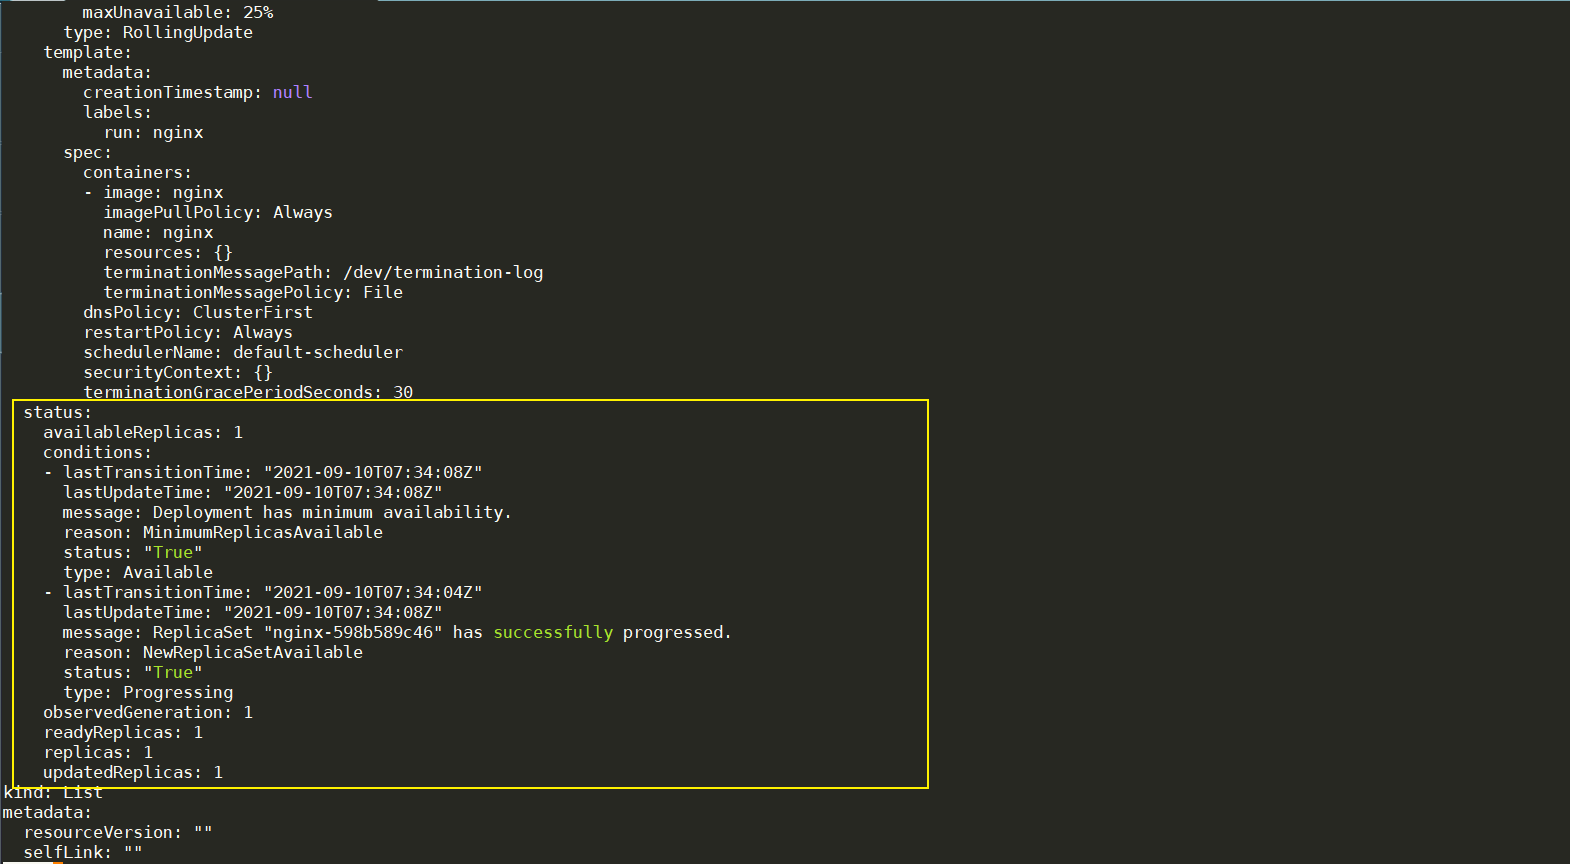 maxUnavailable: 25%
      type: RollingUpdate
    template:
      metadata:
        creationTimestamp: null
        labels:
          run: nginx
      spec:
        containers:
        - image: nginx
          imagePullPolicy: Always
          name: nginx
          resources: {}
          terminationMessagePath: /dev/termination-log
          terminationMessagePolicy: File
        dnsPolicy: ClusterFirst
        restartPolicy: Always
        schedulerName: default-scheduler
        securityContext: {}
        terminationGracePeriodSeconds: 30
  status:
    availableReplicas: 1
    conditions:
    - lastTransitionTime: "2021-09-10T07:34:08Z"
      lastUpdateTime: "2021-09-10T07:34:08Z"
      message: Deployment has minimum availability.
      reason: MinimumReplicasAvailable
      status: "True"
      type: Available
    - lastTransitionTime: "2021-09-10T07:34:04Z"
      lastUpdateTime: "2021-09-10T07:34:08Z"
      message: ReplicaSet "nginx-598b589c46" has successfully progressed.
      reason: NewReplicaSetAvailable
      status: "True"
      type: Progressing
    observedGeneration: 1
    readyReplicas: 1
    replicas: 1
    updatedReplicas: 1
kind: List
metadata:
  resourceVersion: ""
  selfLink: ""